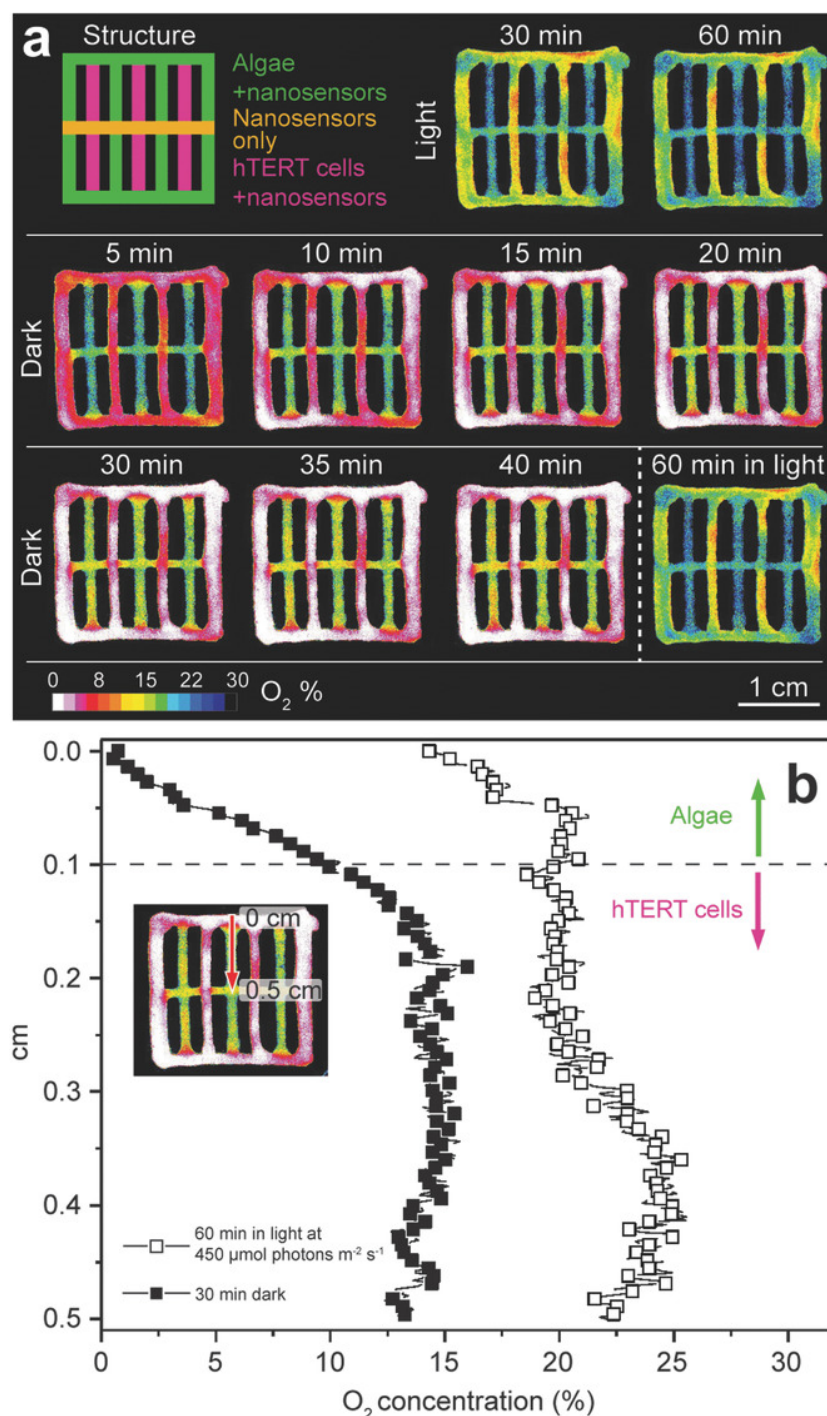 a
Structure
Algae
+nanosensors
Nanosensors
only
hTERT cells
+nanosensors
Light
30 min
60 min
Dark
5 min
10 min
15 min
20 min
Dark
30 min
35 min
40 min
60 min in light
0 8 15 22 30
O₂ %
1 cm
b
0.0
0.1
0.2
0.3
0.4
0.5
cm
Algae
hTERT cells
0 cm
0.5 cm
60 min in light at
450 µmol photons m⁻² s⁻¹
30 min dark
0 5 10 15 20 25 30
O₂ concentration (%)